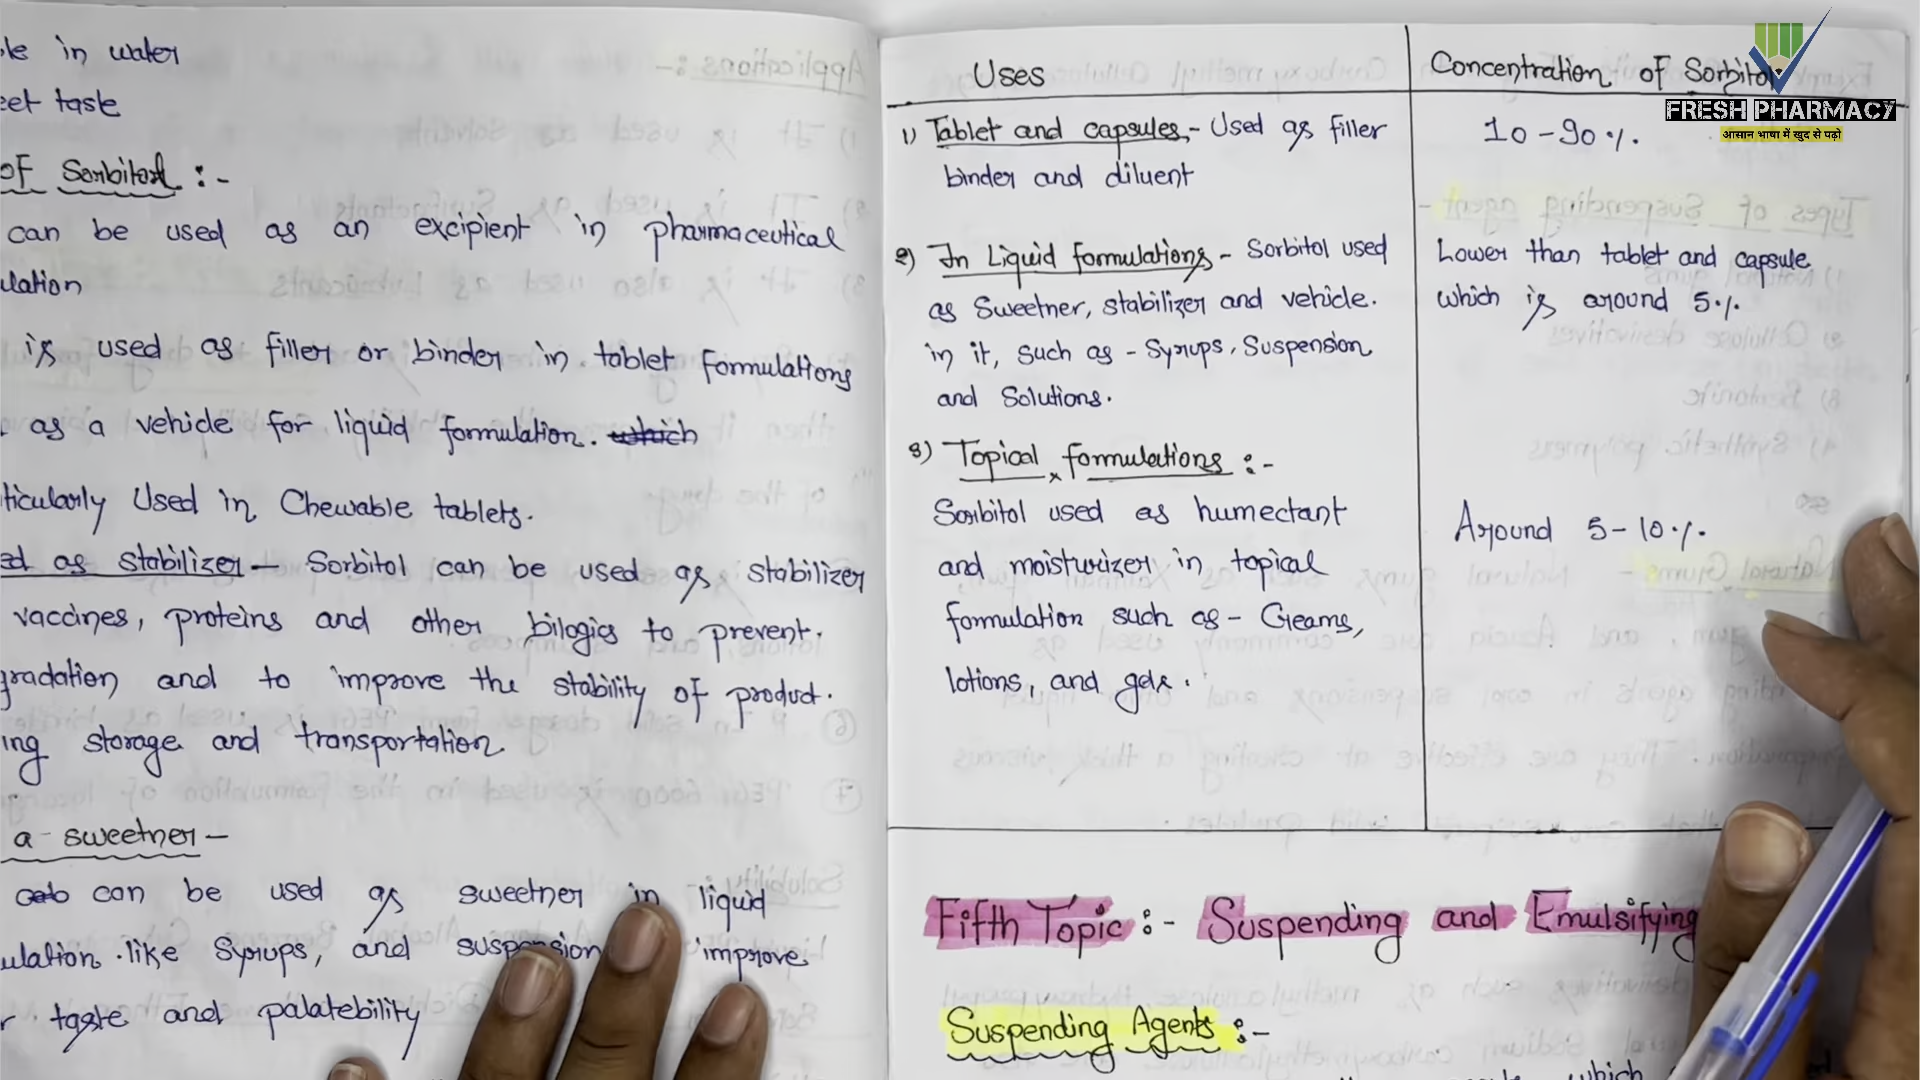 le in water
eet taste
of Sorbitol :-
can be used as an excipient in pharmaceutical
ulation
is used as filler or binder in tablet formulations
as a vehicle for liquid formulation. which
ticularly Used in Chewable tablets.
ed as stabilizer - Sorbitol can be used as stabilizer
vaccines, proteins and other bilogics to prevent.
gradation and to improve the stability of product.
ing storage and transportation
a sweetner -
can be used as sweetner in liquid
ulation like Syrups, and suspension improve
r taste and palatebility
Uses
Concentration of Sorbitol
1) Tablet and capsules - Used as filler
binder and diluent
10-90%.
2) In Liquid formulations - Sorbitol used
as Sweetner, stabilizer and vehicle.
in it, such as - Syrups, Suspension
and Solutions.
Lower than tablet and capsule
which is around 5%.
3) Topical formulations :-
Sorbitol used as humectant
and moisturizer in topical
formulation such as - Creams,
lotions, and gels.
Around 5-10%.
Fifth Topic :- Suspending and Emulsifying
Suspending Agents :-
which
FRESH PHARMACY
आसान भाषा में खुद से पढ़ो